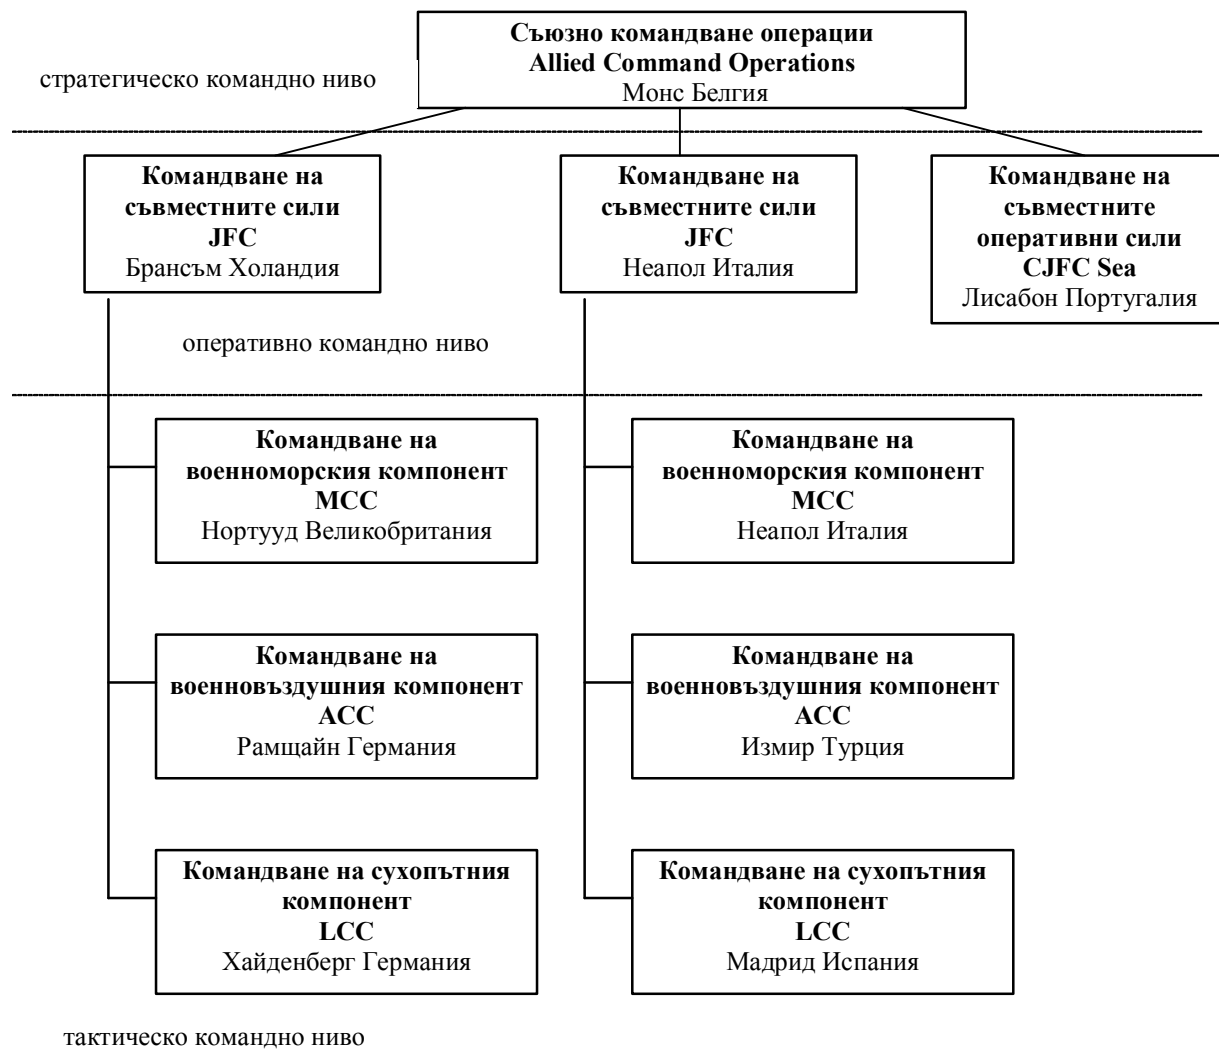 Съюзно командване операции
Allied Command Operations
Монс Белгия
стратегическо командно ниво
Командване на
съвместните сили
JFC
Брансъм Холандия
Командване на
съвместните сили
JFC
Неапол Италия
Командване на
съвместните
оперативни сили
CJFC Sea
Лисабон Португалия
оперативно командно ниво
Командване на
военноморския компонент
MCC
Нортууд Великобритания
Командване на
военноморския компонент
MCC
Неапол Италия
Командване на
военновъздушния компонент
ACC
Рамщайн Германия
Командване на
военновъздушния компонент
ACC
Измир Турция
Командване на сухопътния
компонент
LCC
Хайденберг Германия
Командване на сухопътния
компонент
LCC
Мадрид Испания
тактическо командно ниво